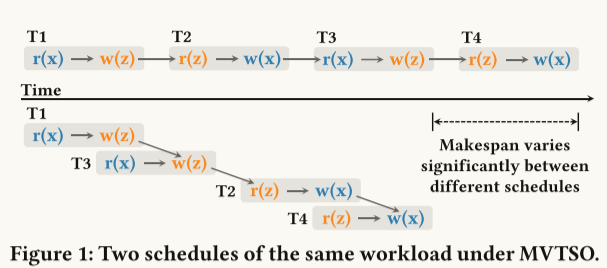 T1 T2 T3 T4
r(x) → w(z) → r(z) → w(x) → r(x) → w(z) → r(z) → w(x)
Time
T1
r(x) → w(z)
T3 r(x) → w(z)
T2 r(z) → w(x)
T4 r(z) → w(x)
Makespan varies
significantly between
different schedules
Figure 1: Two schedules of the same workload under MVTSO.